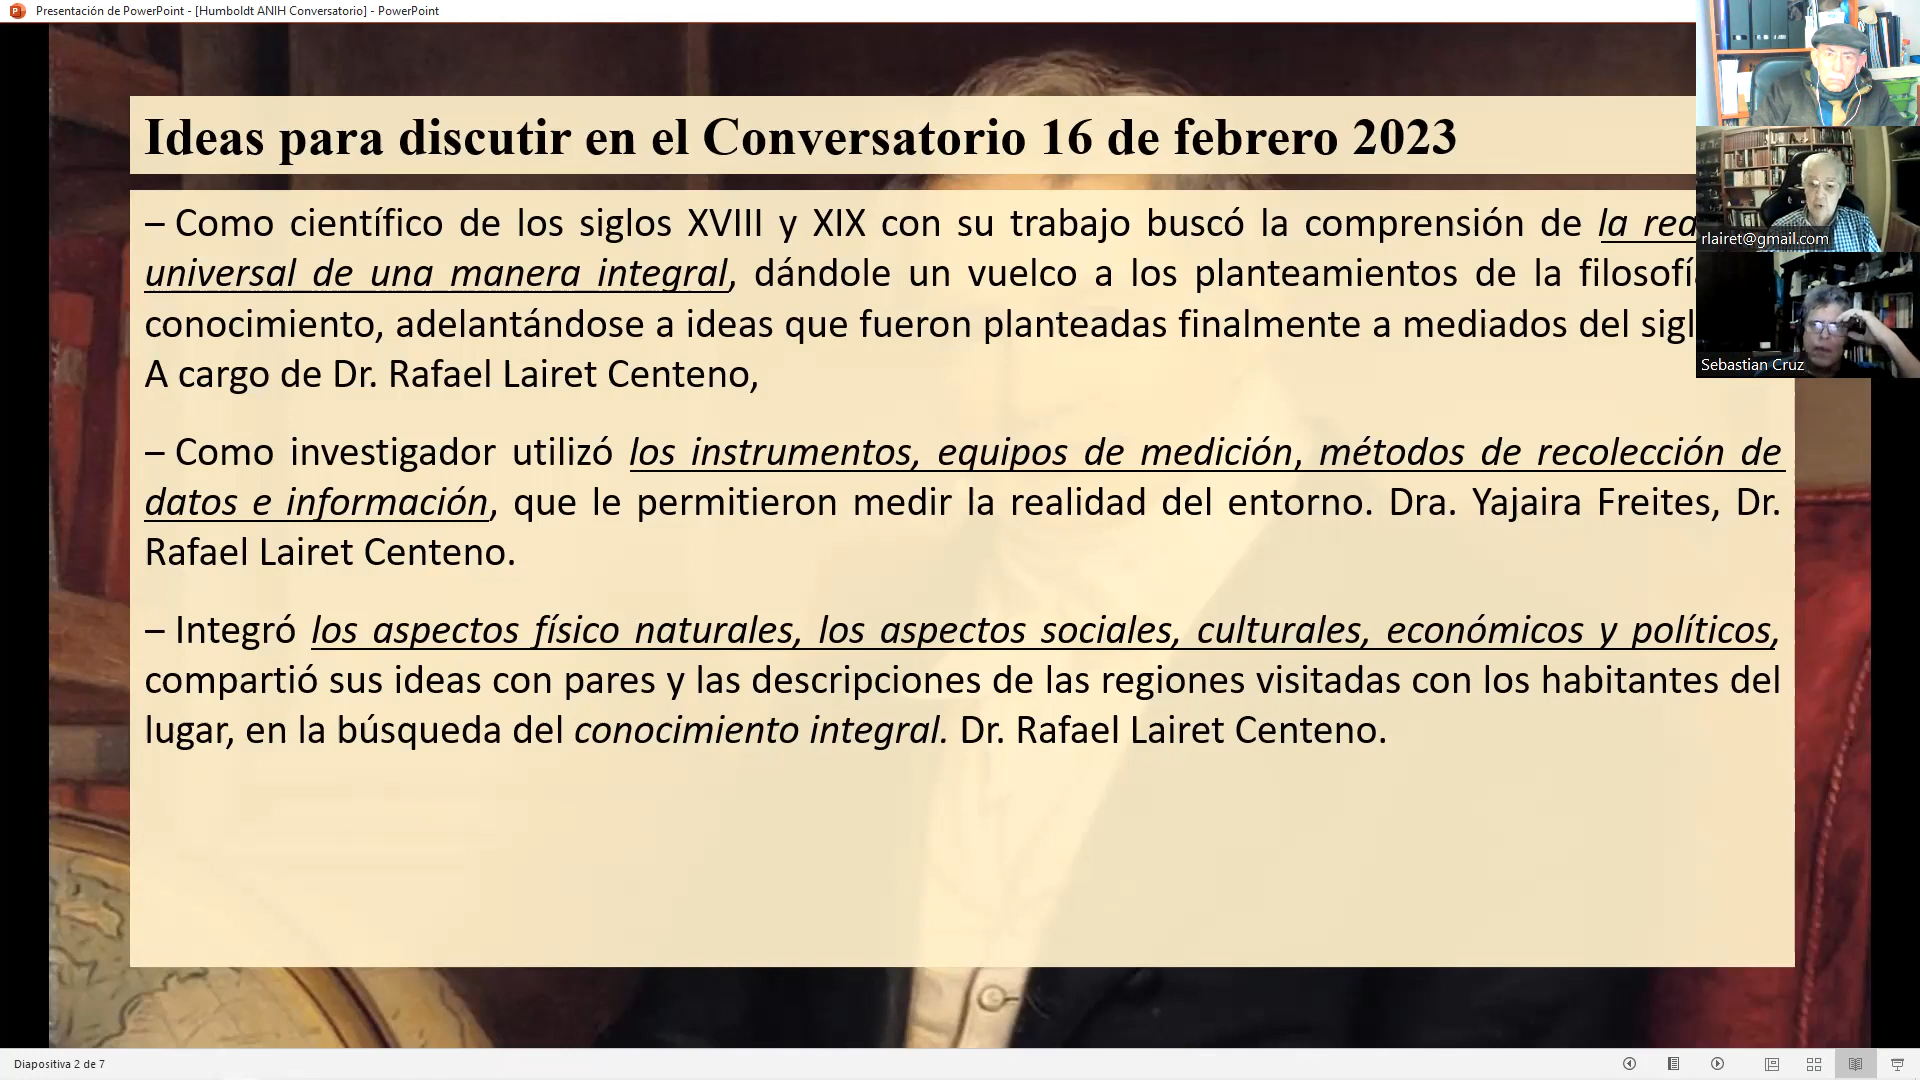 Presentación de PowerPoint - [Humboldt ANIH Conversatorio] - PowerPoint
Ideas para discutir en el Conversatorio 16 de febrero 2023
– Como científico de los siglos XVIII y XIX con su trabajo buscó la comprensión de la
universal de una manera integral, dándole un vuelco a los planteamientos de la
conocimiento, adelantándose a ideas que fueron planteadas finalmente a mediados del
A cargo de Dr. Rafael Lairet Centeno,
– Como investigador utilizó los instrumentos, equipos de medición, métodos de recolección de
datos e información, que le permitieron medir la realidad del entorno. Dra. Yajaira Freites, Dr.
Rafael Lairet Centeno.
– Integró los aspectos físico naturales, los aspectos sociales, culturales, económicos y políticos,
compartió sus ideas con pares y las descripciones de las regiones visitadas con los habitantes del
lugar, en la búsqueda del conocimiento integral. Dr. Rafael Lairet Centeno.
rlairet@gmail.com
Sebastian Cruz
Diapositiva 2 de 7